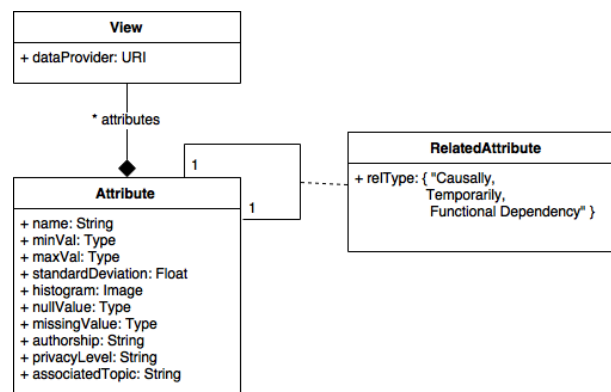 View
+ dataProvider: URI
* attributes
1
1
Attribute
+ name: String
+ minVal: Type
+ maxVal: Type
+ standardDeviation: Float
+ histogram: Image
+ nullValue: Type
+ missingValue: Type
+ authorship: String
+ privacyLevel: String
+ associatedTopic: String
RelatedAttribute
+ relType: { "Causally,
Temporarily,
Functional Dependency" }